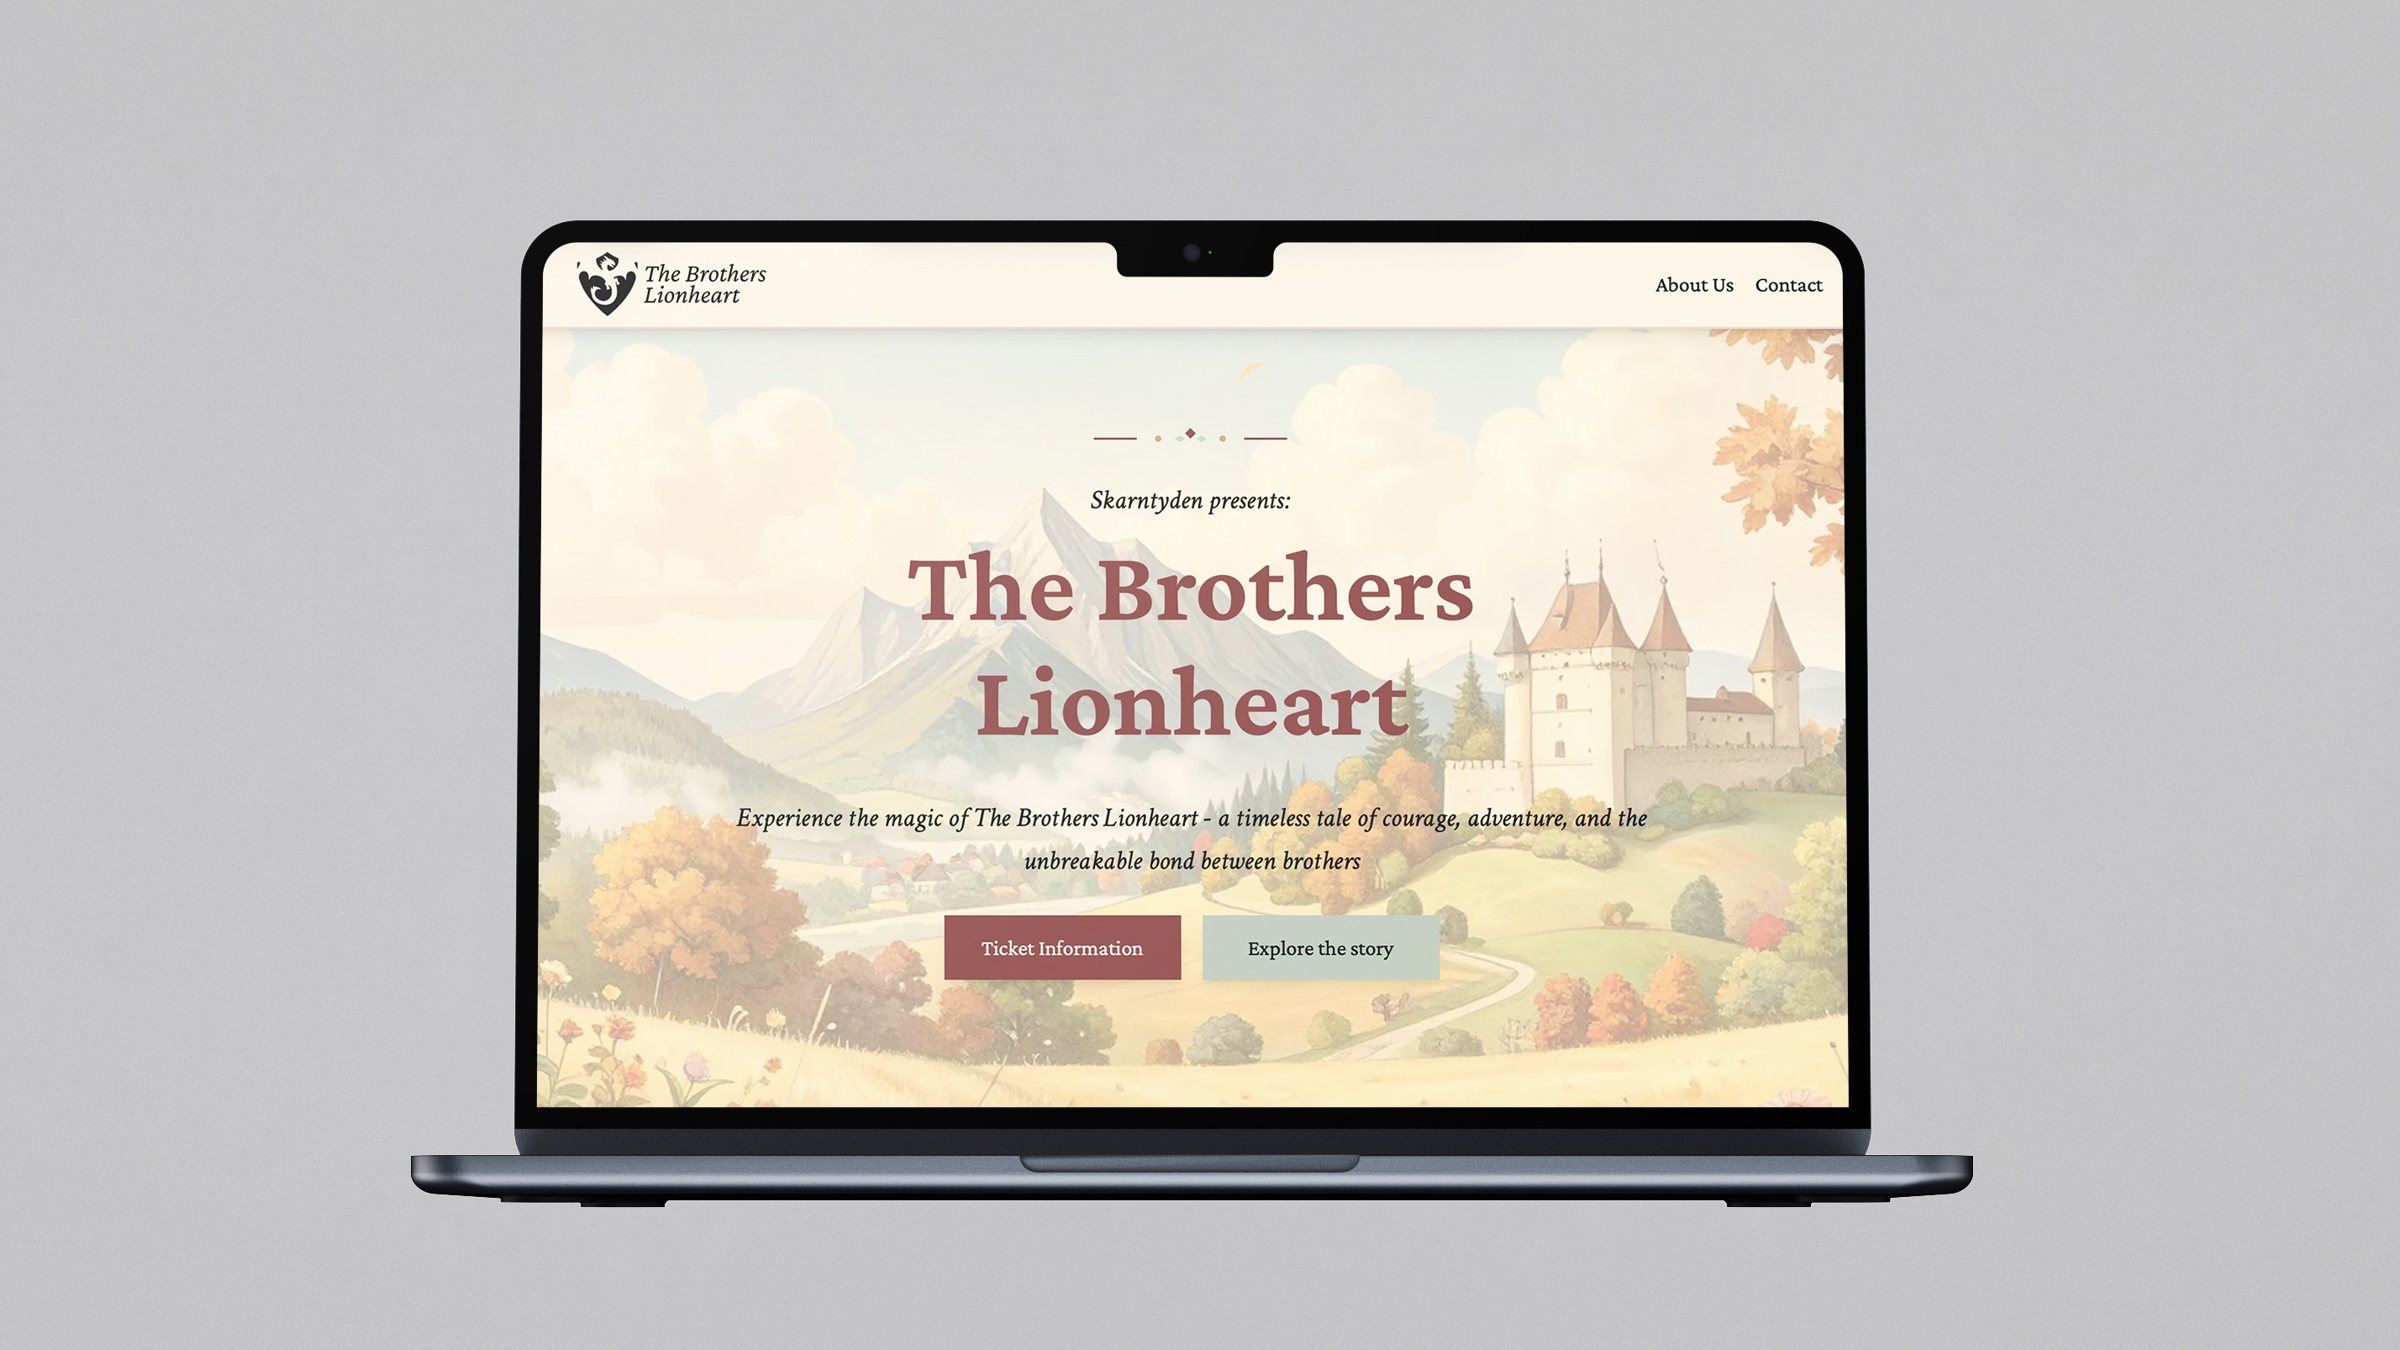 The Brothers
Lionheart
About Us
Contact
Skarntyden presents:
The Brothers
Lionheart
Experience the magic of The Brothers Lionheart - a timeless tale of courage, adventure, and the
unbreakable bond between brothers
Ticket Information
Explore the story